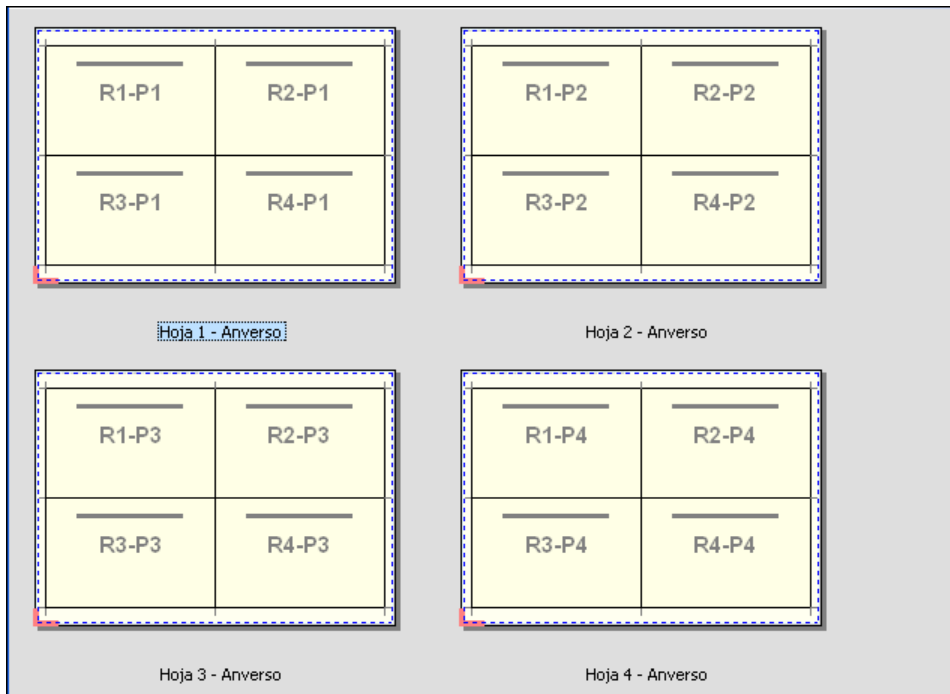 R1-P1 R2-P1
R3-P1 R4-P1
Hoja 1 - Anverso
R1-P2 R2-P2
R3-P2 R4-P2
Hoja 2 - Anverso
R1-P3 R2-P3
R3-P3 R4-P3
Hoja 3 - Anverso
R1-P4 R2-P4
R3-P4 R4-P4
Hoja 4 - Anverso